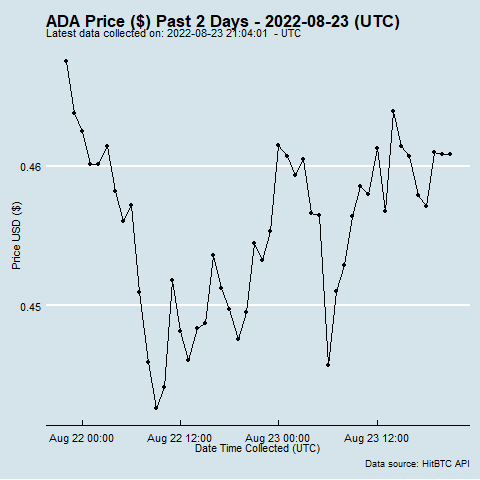 ADA Price ($) Past 2 Days - 2022-08-23 (UTC)
Latest data collected on: 2022-08-23 21:04:01 - UTC
0.46
Price USD ($)
0.45
Aug 22 00:00 Aug 22 12:00 Aug 23 00:00 Aug 23 12:00
Date Time Collected (UTC)
Data source: HitBTC API